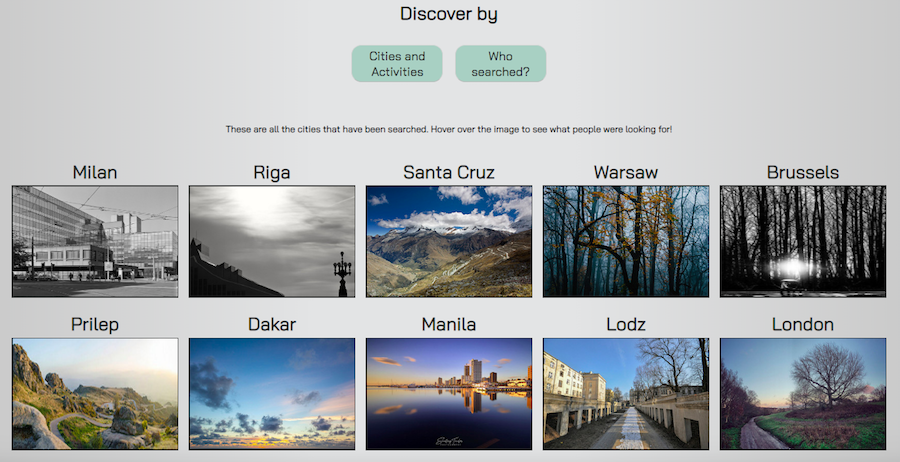 Discover by
Cities and
Activities
Who
searched?
These are all the cities that have been searched. Hover over the image to see what people were looking for!
Milan
Riga
Santa Cruz
Warsaw
Brussels
Prilep
Dakar
Manila
Lodz
London